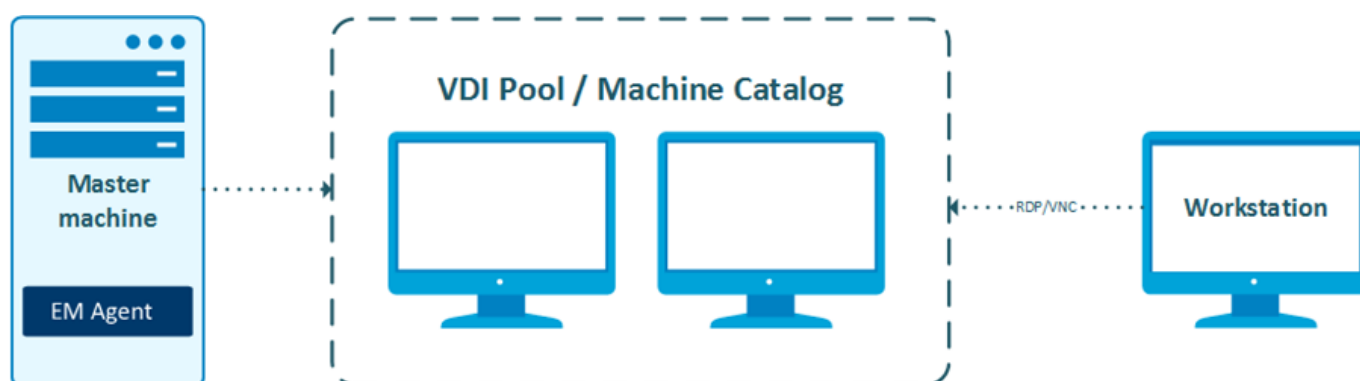 Master
machine
EM Agent
VDI Pool / Machine Catalog
RDP/VNC
Workstation